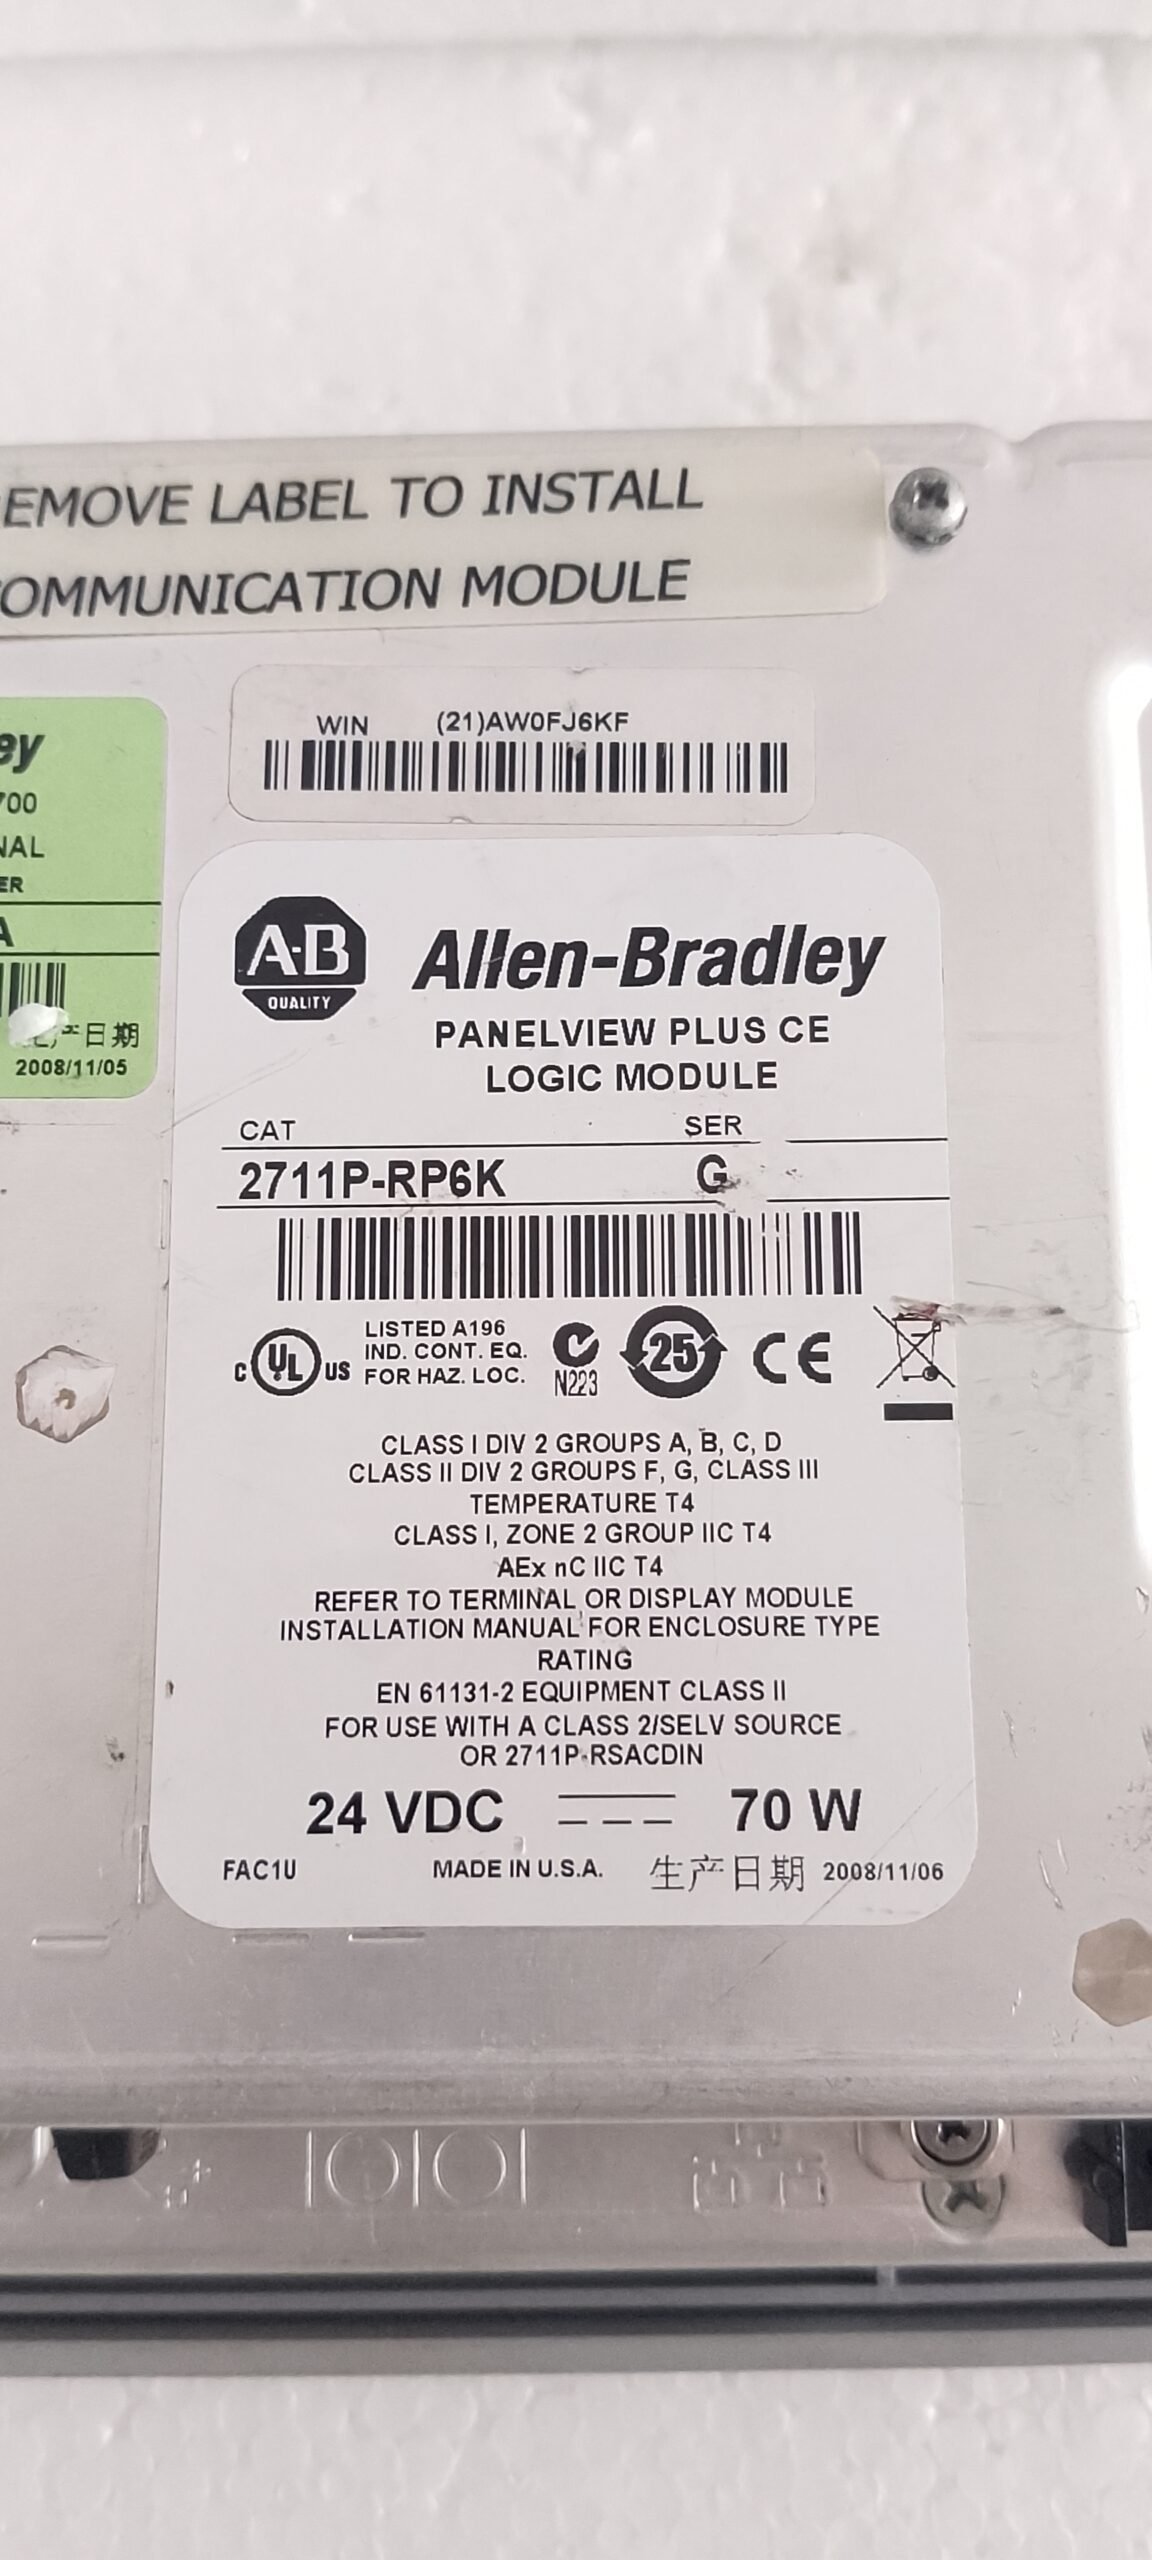 EMOVE LABEL TO INSTALL
OMMUNICATION MODULE
WIN (21)AW0FJ6KF
ey
700
NAL
ER
A
产日期
2008/11/05
A-B
QUALITY
Allen-Bradley
PANELVIEW PLUS CE
LOGIC MODULE
CAT SER
2711P-RP6K G
C UL US
LISTED A196
IND. CONT. EQ.
FOR HAZ. LOC.
N223
25
CE
CLASS I DIV 2 GROUPS A, B, C, D
CLASS II DIV 2 GROUPS F, G, CLASS III
TEMPERATURE T4
CLASS I, ZONE 2 GROUP IIC T4
AEx nC IIC T4
REFER TO TERMINAL OR DISPLAY MODULE
INSTALLATION MANUAL FOR ENCLOSURE TYPE
RATING
EN 61131-2 EQUIPMENT CLASS II
FOR USE WITH A CLASS 2/SELV SOURCE
OR 2711P-RSACDIN
24 VDC 70 W
FAC1U MADE IN U.S.A. 生产日期 2008/11/06